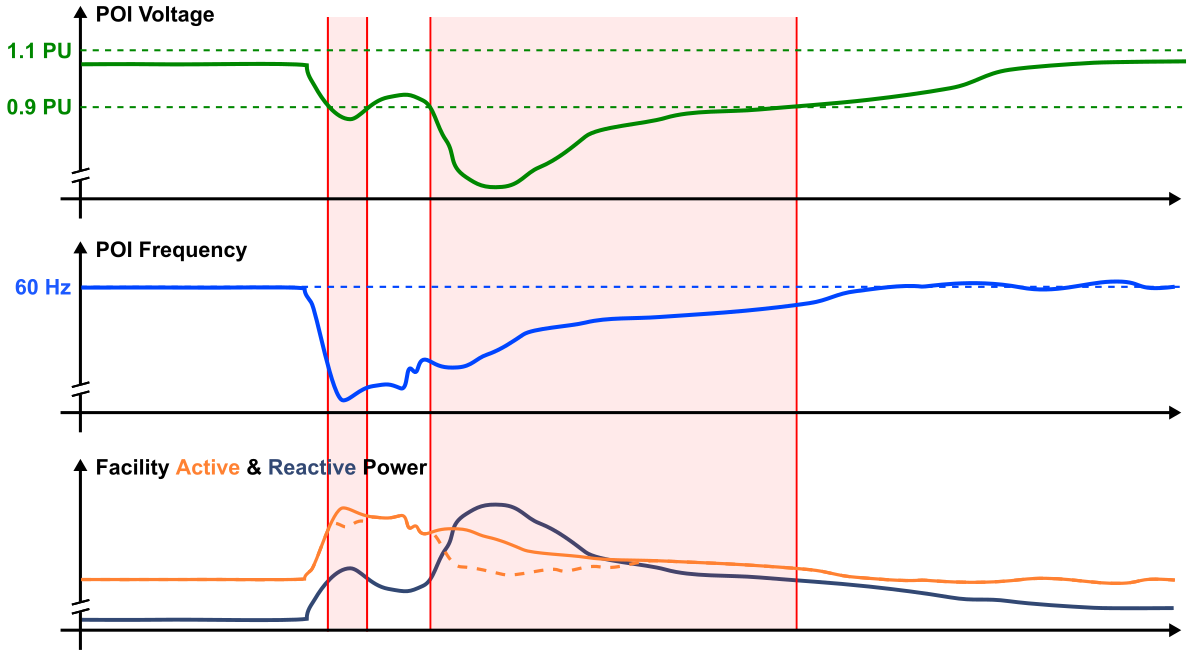 POI Voltage
1.1 PU
0.9 PU
POI Frequency
60 Hz
Facility Active & Reactive Power